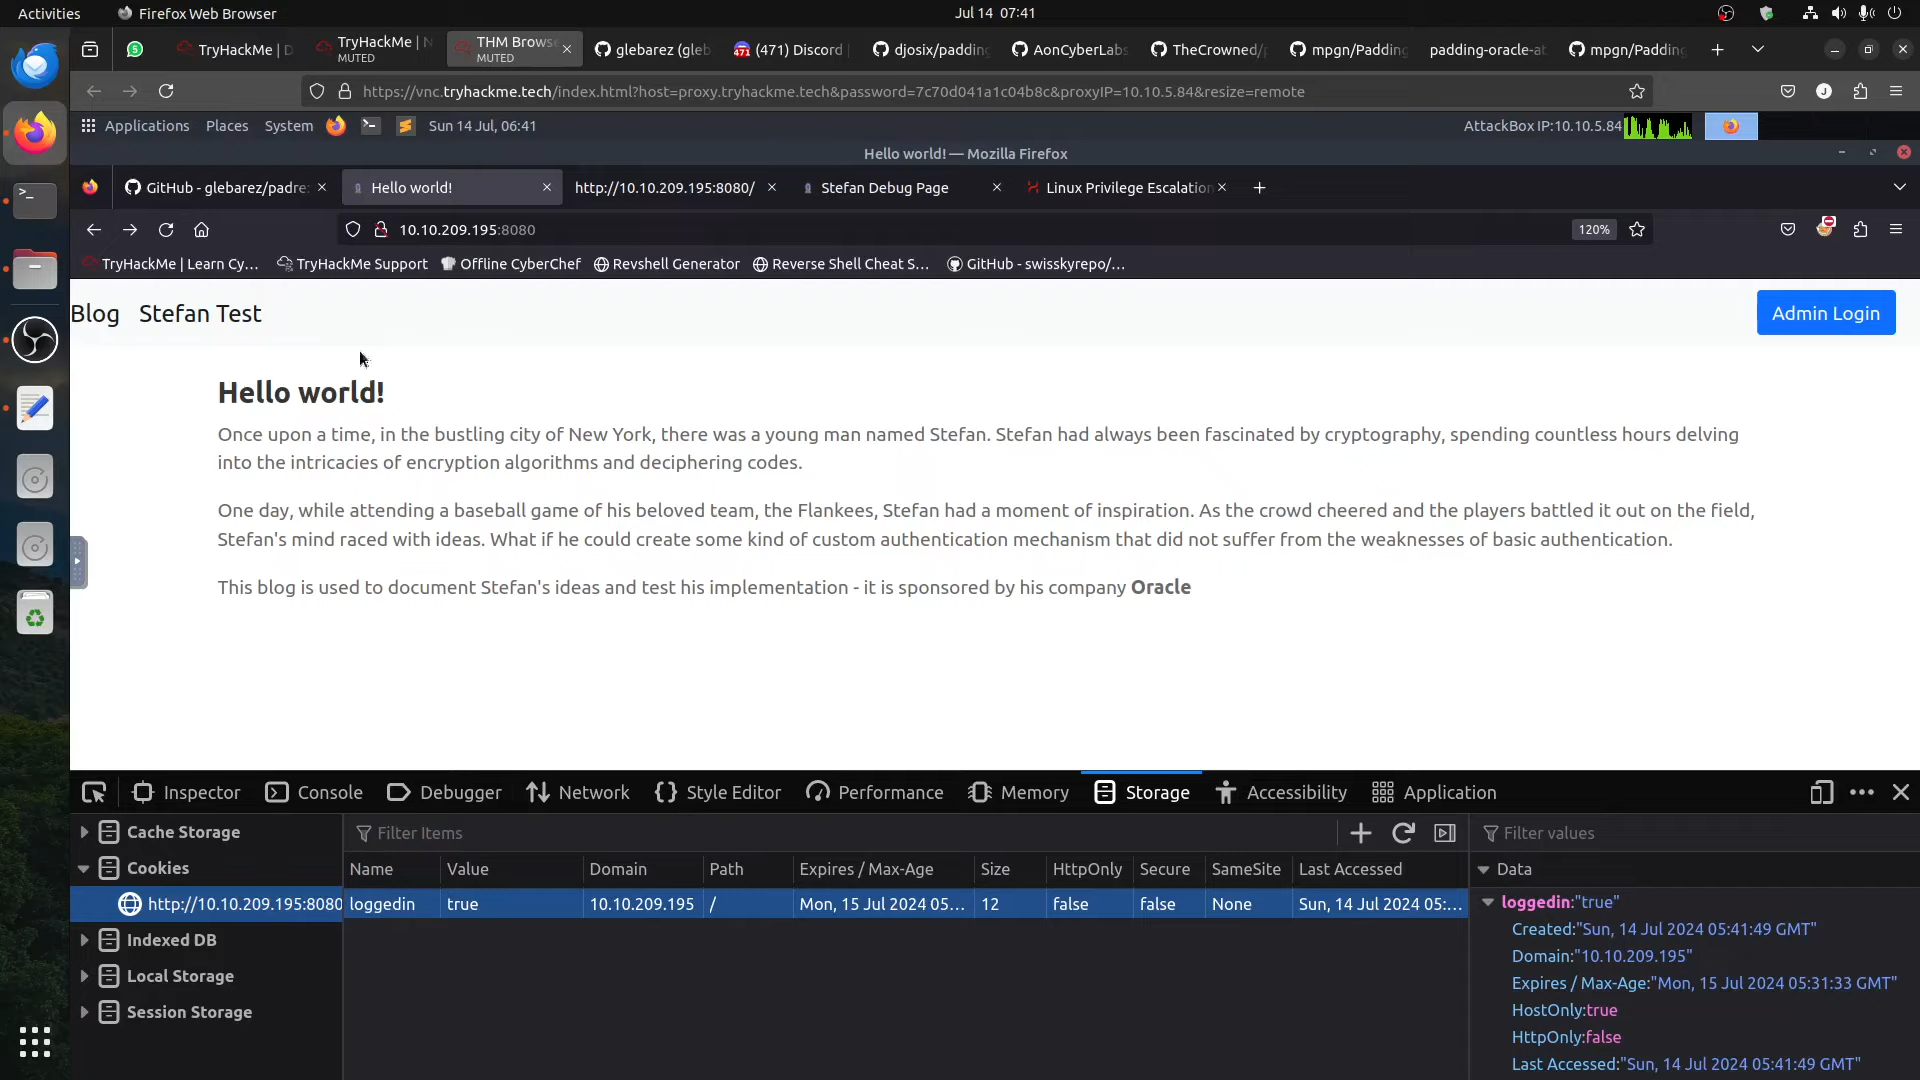 Activities Firefox Web Browser Jul 14 07:41
TryHackMe | D TryHackMe | N MUTED THM Brows MUTED glebarez (gleb (471) Discord djosix/padding AonCyberLabs TheCrowned/p mpgn/Padding padding-oracle-at mpgn/Padding
https://vnc.tryhackme.tech/index.html?host=proxy.tryhackme.tech&password=7c70d041a1c04b8c&proxyIP=10.10.5.84&resize=remote
Applications Places System Sun 14 Jul, 06:41 AttackBox IP:10.10.5.84
Hello world! — Mozilla Firefox
GitHub - glebarez/padre: Hello world! http://10.10.209.195:8080/ Stefan Debug Page Linux Privilege Escalation
10.10.209.195:8080 120%
TryHackMe | Learn Cy… TryHackMe Support Offline CyberChef Revshell Generator Reverse Shell Cheat S… GitHub - swisskyrepo/…
Blog Stefan Test Admin Login
Hello world!
Once upon a time, in the bustling city of New York, there was a young man named Stefan. Stefan had always been fascinated by cryptography, spending countless hours delving
into the intricacies of encryption algorithms and deciphering codes.
One day, while attending a baseball game of his beloved team, the Flankees, Stefan had a moment of inspiration. As the crowd cheered and the players battled it out on the field,
Stefan's mind raced with ideas. What if he could create some kind of custom authentication mechanism that did not suffer from the weaknesses of basic authentication.
This blog is used to document Stefan's ideas and test his implementation - it is sponsored by his company Oracle
Inspector Console Debugger Network Style Editor Performance Memory Storage Accessibility Application
Cache Storage Filter Items Filter values
Cookies Name Value Domain Path Expires / Max-Age Size HttpOnly Secure SameSite Last Accessed Data
http://10.10.209.195:8080 loggedin true 10.10.209.195 / Mon, 15 Jul 2024 05… 12 false false None Sun, 14 Jul 2024 05:… loggedin:"true"
Created:"Sun, 14 Jul 2024 05:41:49 GMT"
Indexed DB Domain:"10.10.209.195"
Local Storage Expires / Max-Age:"Mon, 15 Jul 2024 05:31:33 GMT"
Session Storage HostOnly:true
HttpOnly:false
Last Accessed:"Sun, 14 Jul 2024 05:41:49 GMT"